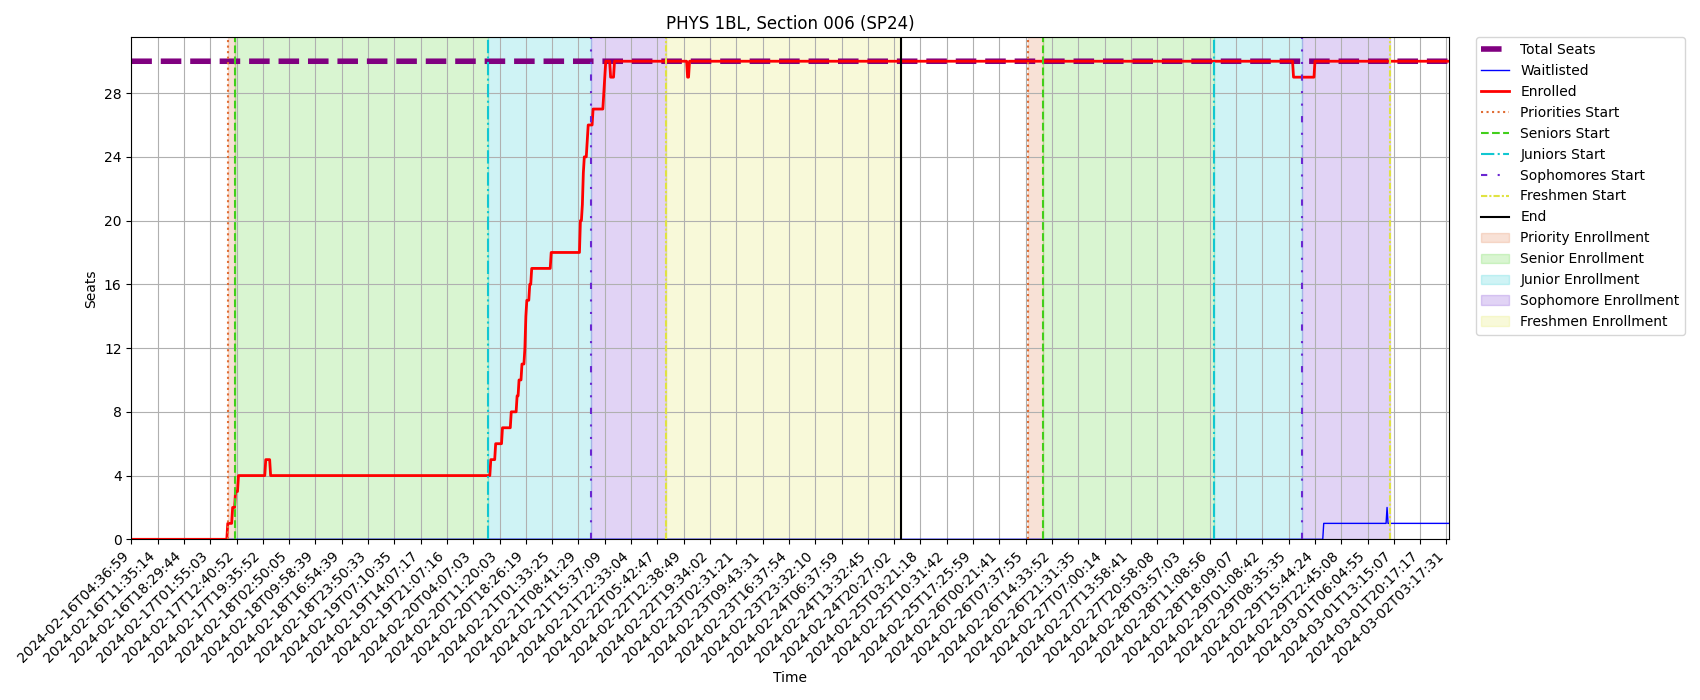 PHYS 1BL, Section 006 (SP24)
Seats
28
24
20
16
12
8
4
0
2024-02-16T04:36:59
2024-02-16T11:35:14
2024-02-16T18:29:44
2024-02-17T01:55:03
2024-02-17T12:40:52
2024-02-17T19:35:52
2024-02-18T02:50:05
2024-02-18T09:58:39
2024-02-18T16:54:39
2024-02-18T23:50:33
2024-02-19T07:10:35
2024-02-19T14:07:17
2024-02-19T21:07:16
2024-02-20T04:07:03
2024-02-20T11:20:03
2024-02-20T18:26:19
2024-02-21T01:33:25
2024-02-21T08:41:29
2024-02-21T15:37:09
2024-02-21T22:33:04
2024-02-22T05:42:47
2024-02-22T12:38:49
2024-02-22T19:34:02
2024-02-23T02:31:21
2024-02-23T09:43:31
2024-02-23T16:37:54
2024-02-23T23:32:10
2024-02-24T06:37:59
2024-02-24T13:32:45
2024-02-24T20:27:02
2024-02-25T03:21:18
2024-02-25T10:31:42
2024-02-25T17:25:59
2024-02-26T00:21:41
2024-02-26T07:37:55
2024-02-26T14:33:52
2024-02-26T21:31:35
2024-02-27T07:00:14
2024-02-27T13:58:41
2024-02-27T20:58:08
2024-02-28T03:57:03
2024-02-28T11:08:56
2024-02-28T18:09:07
2024-02-29T01:08:42
2024-02-29T08:35:35
2024-02-29T15:44:24
2024-02-29T22:45:08
2024-03-01T06:04:55
2024-03-01T13:15:07
2024-03-01T20:17:17
2024-03-02T03:17:31
Time
Total Seats
Waitlisted
Enrolled
Priorities Start
Seniors Start
Juniors Start
Sophomores Start
Freshmen Start
End
Priority Enrollment
Senior Enrollment
Junior Enrollment
Sophomore Enrollment
Freshmen Enrollment